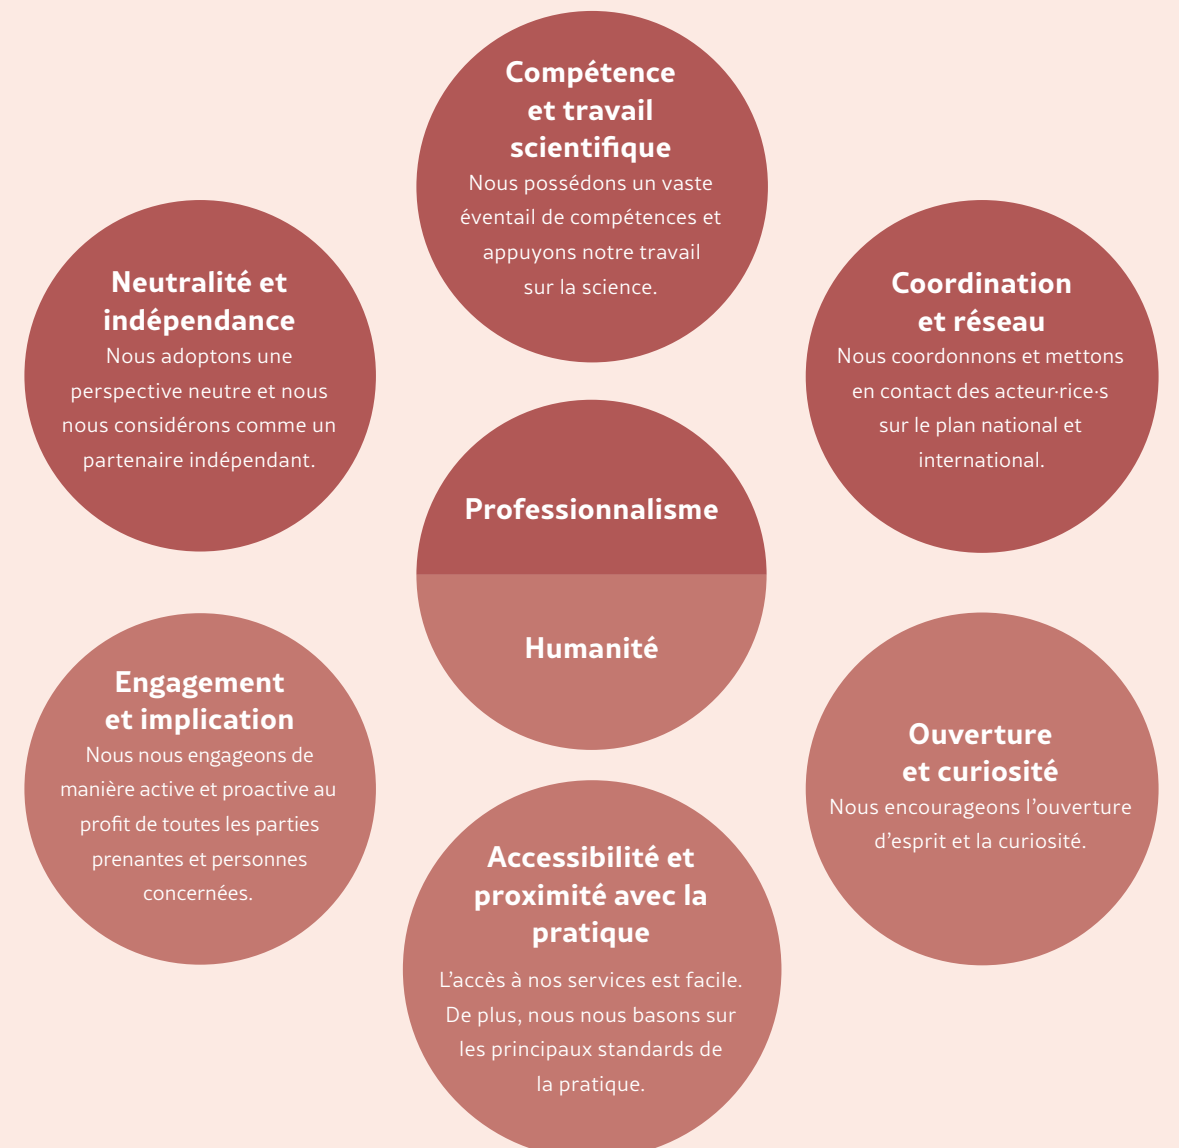 Compétence
et travail
scientifique
Nous possédons un vaste
éventail de compétences et
appuyons notre travail
sur la science.
Neutralité et
indépendance
Nous adoptons une
perspective neutre et nous
nous considérons comme un
partenaire indépendant.
Coordination
et réseau
Nous coordonnons et mettons
en contact des acteur·rice·s
sur le plan national et
international.
Professionnalisme
Humanité
Engagement
et implication
Nous nous engageons de
manière active et proactive au
profit de toutes les parties
prenantes et personnes
concernées.
Ouverture
et curiosité
Nous encourageons l’ouverture
d’esprit et la curiosité.
Accessibilité et
proximité avec la
pratique
L’accès à nos services est facile.
De plus, nous nous basons sur
les principaux standards de
la pratique.